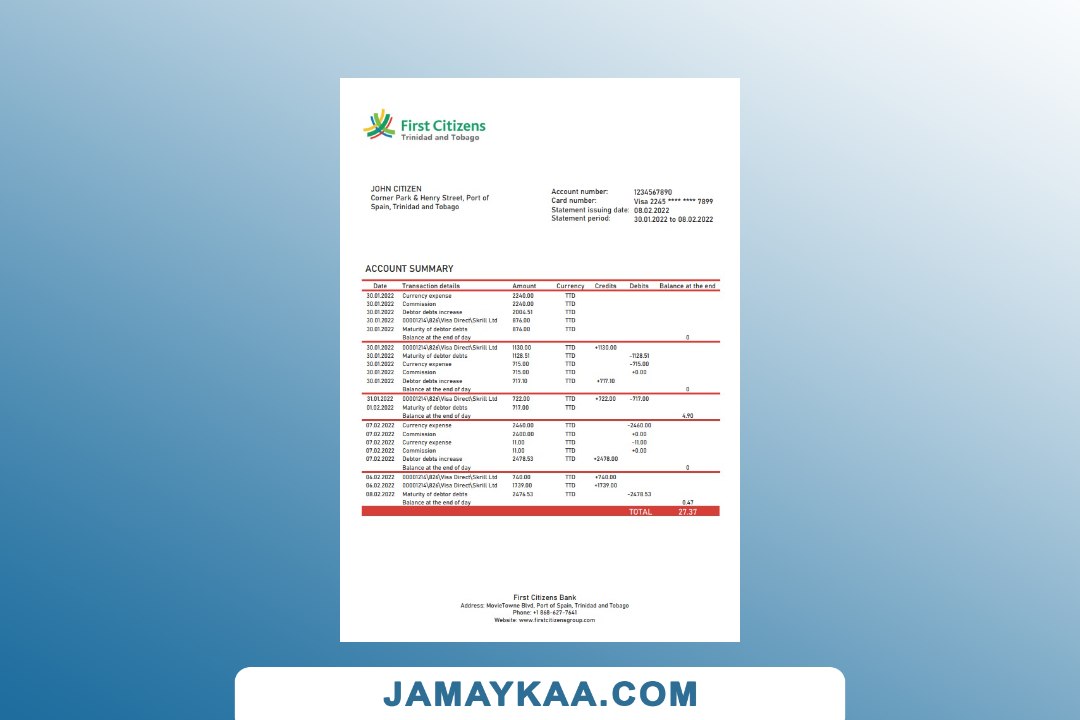 First Citizens
Trinidad and Tobago
JOHN CITIZEN
Corner Park & Henry Street, Port of
Spain, Trinidad and Tobago
Account number: 1234567890
Card number: Visa 2245 **** **** 7899
Statement issuing date: 08.02.2022
Statement period: 30.01.2022 to 08.02.2022
ACCOUNT SUMMARY
Date Transaction details Amount Currency Credits Debits Balance at the end
30.01.2022 Currency expense 2240.00 TTD
30.01.2022 Commission 2240.00 TTD
30.01.2022 Debtor debts increase 2004.51 TTD
30.01.2022 00001214\826\Visa Direct\Skrill Ltd 876.00 TTD
30.01.2022 Maturity of debtor debts 876.00 TTD
Balance at the end of day 0
30.01.2022 00001214\826\Visa Direct\Skrill Ltd 1130.00 TTD +1130.00
30.01.2022 Maturity of debtor debts 1128.51 TTD -1128.51
30.01.2022 Currency expense 715.00 TTD -715.00
30.01.2022 Commission 715.00 TTD +0.00
30.01.2022 Debtor debts increase 717.10 TTD +717.10
Balance at the end of day 0
31.01.2022 00001214\826\Visa Direct\Skrill Ltd 722.00 TTD +722.00 -717.00
01.02.2022 Maturity of debtor debts 717.00 TTD
Balance at the end of day 4.90
07.02.2022 Currency expense 2460.00 TTD -2460.00
07.02.2022 Commission 2400.00 TTD +0.00
07.02.2022 Currency expense 11.00 TTD -11.00
07.02.2022 Commission 11.00 TTD +0.00
07.02.2022 Debtor debts increase 2478.53 TTD +2478.00
Balance at the end of day 0
06.02.2022 00001214\826\Visa Direct\Skrill Ltd 740.00 TTD +740.00
06.02.2022 00001214\826\Visa Direct\Skrill Ltd 1739.00 TTD +1739.00
08.02.2022 Maturity of debtor debts 2476.53 TTD -2478.53
Balance at the end of day 0.47
TOTAL 27.37
First Citizens Bank
Address: MovieTowne Blvd, Port of Spain, Trinidad and Tobago
Phone: +1 868-627-7641
Website: www.firstcitizensgroup.com
JAMAYKAA.COM